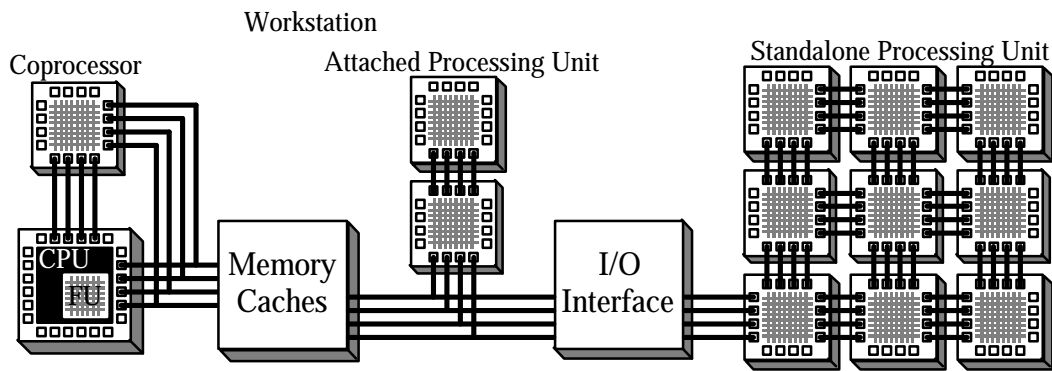 Workstation
Coprocessor
Attached Processing Unit
Standalone Processing Unit
CPU
FU
Memory
Caches
I/O
Interface